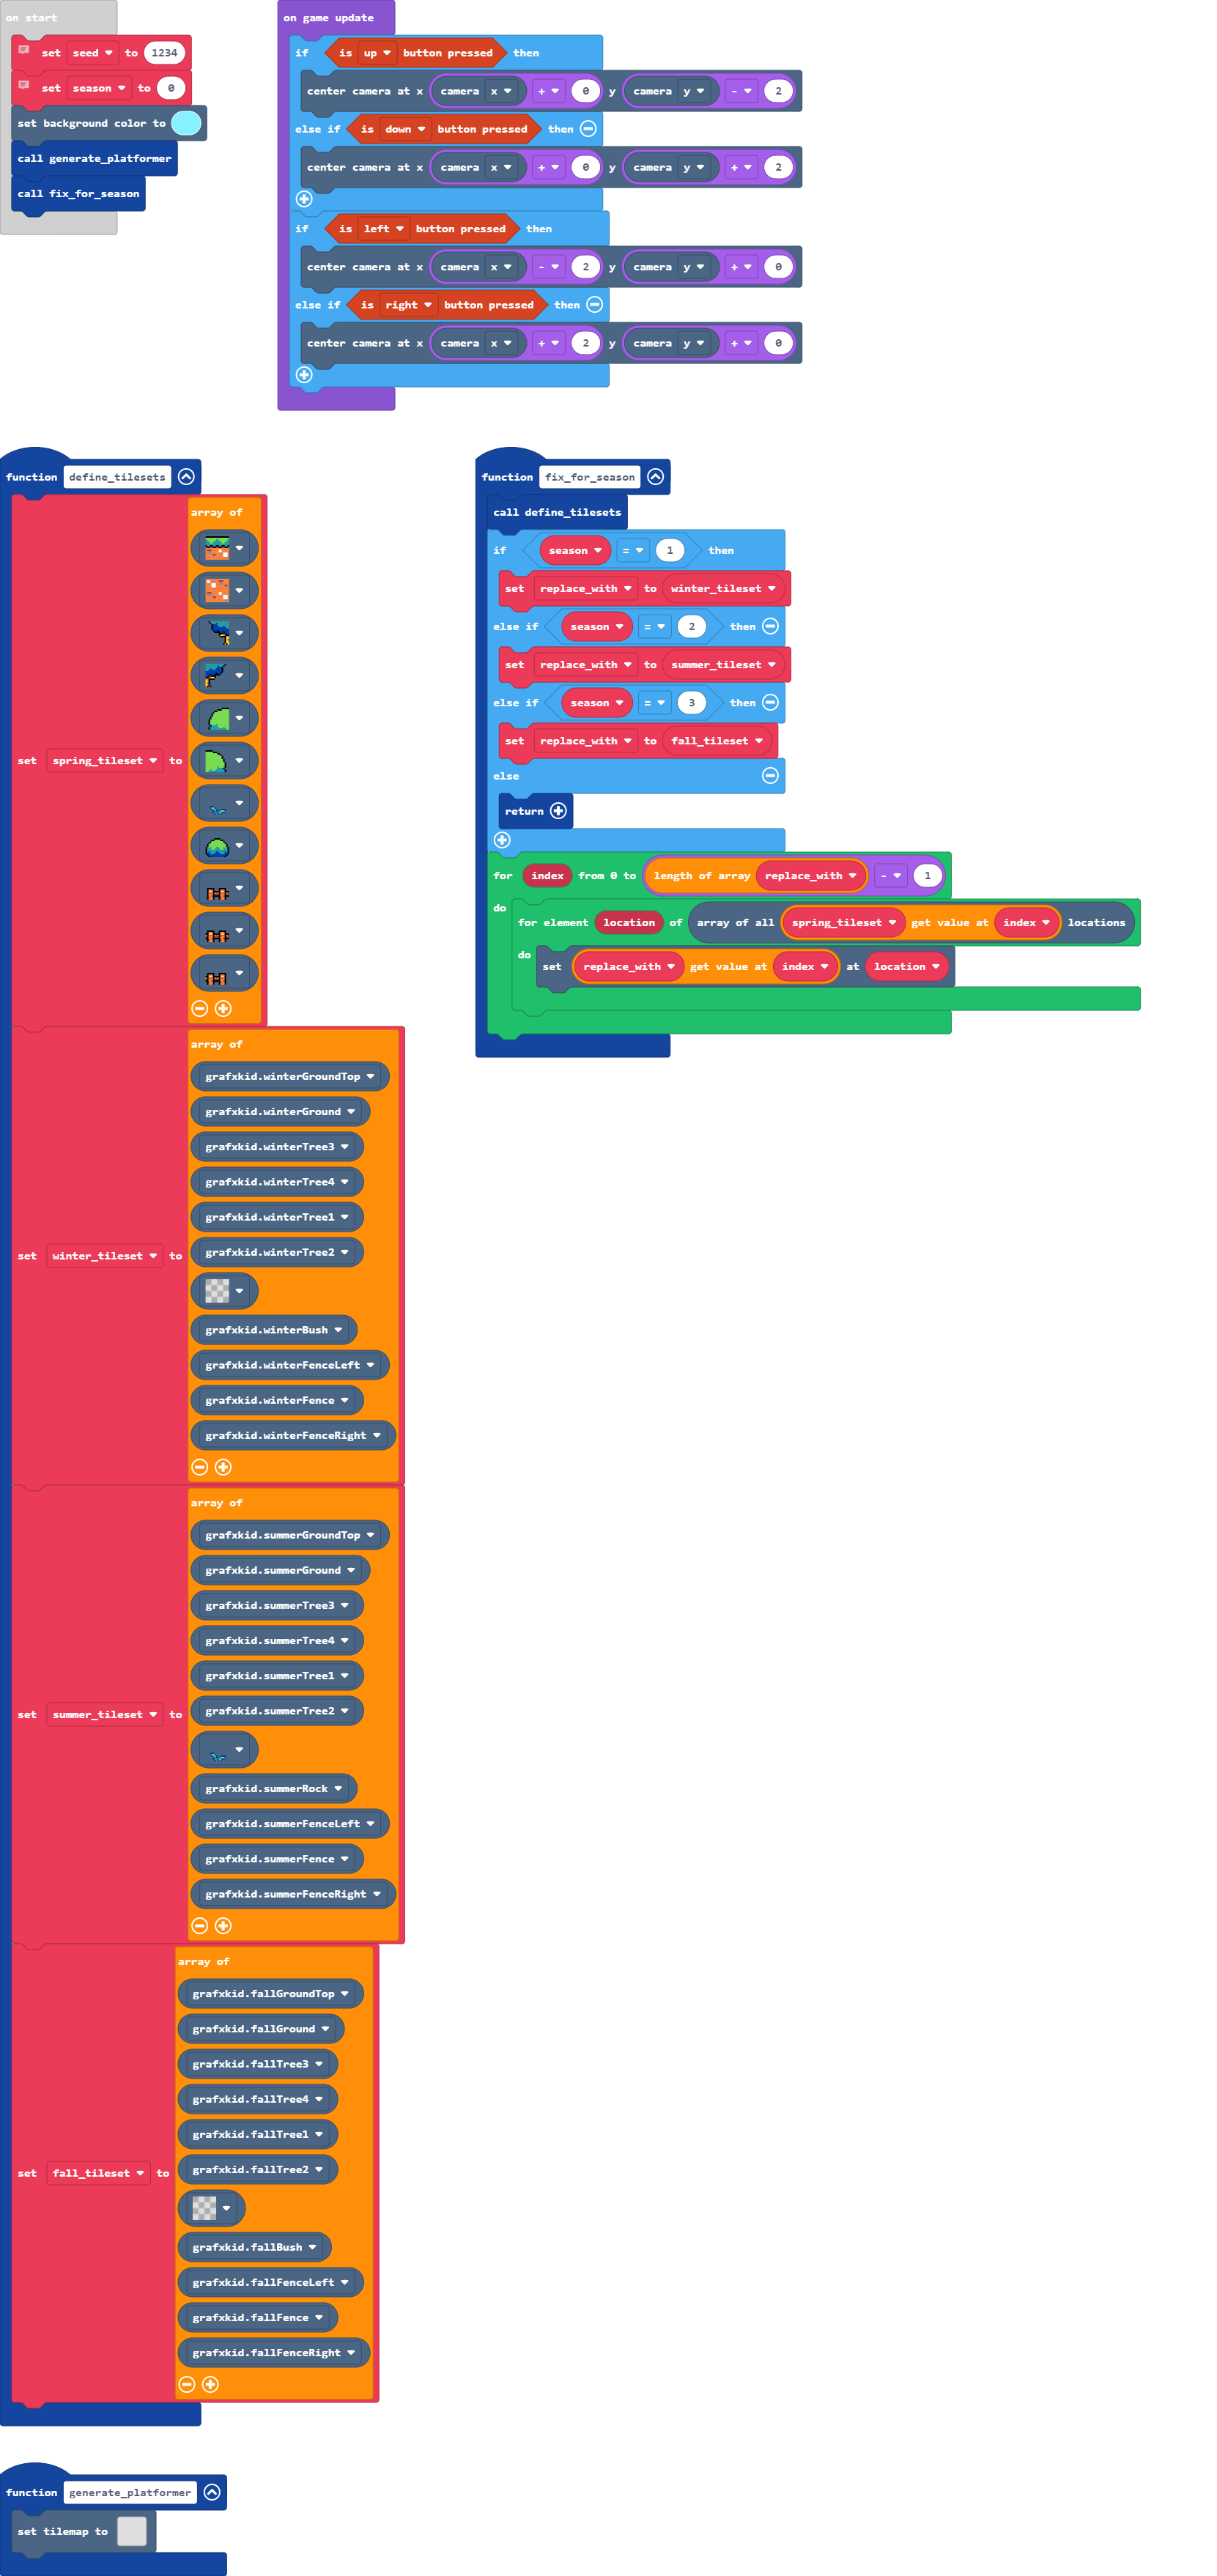 on start
set seed to 1234
set season to 0
set background color to
call generate_platformer
call fix_for_season
on game update
if is up button pressed then
center camera at x camera x + 0 y camera y - 2
else if is down button pressed then
center camera at x camera x + 0 y camera y + 2
if is left button pressed then
center camera at x camera x - 2 y camera y + 0
else if is right button pressed then
center camera at x camera x + 2 y camera y + 0
function define_tilesets
set spring_tileset to
array of
set winter_tileset to
array of
grafxkid.winterGroundTop
grafxkid.winterGround
grafxkid.winterTree3
grafxkid.winterTree4
grafxkid.winterTree1
grafxkid.winterTree2
grafxkid.winterBush
grafxkid.winterFenceLeft
grafxkid.winterFence
grafxkid.winterFenceRight
set summer_tileset to
array of
grafxkid.summerGroundTop
grafxkid.summerGround
grafxkid.summerTree3
grafxkid.summerTree4
grafxkid.summerTree1
grafxkid.summerTree2
grafxkid.summerRock
grafxkid.summerFenceLeft
grafxkid.summerFence
grafxkid.summerFenceRight
set fall_tileset to
array of
grafxkid.fallGroundTop
grafxkid.fallGround
grafxkid.fallTree3
grafxkid.fallTree4
grafxkid.fallTree1
grafxkid.fallTree2
grafxkid.fallBush
grafxkid.fallFenceLeft
grafxkid.fallFence
grafxkid.fallFenceRight
function fix_for_season
call define_tilesets
if season = 1 then
set replace_with to winter_tileset
else if season = 2 then
set replace_with to summer_tileset
else if season = 3 then
set replace_with to fall_tileset
else
return
for index from 0 to length of array replace_with - 1
do
for element location of array of all spring_tileset get value at index locations
do
set replace_with get value at index at location
function generate_platformer
set tilemap to